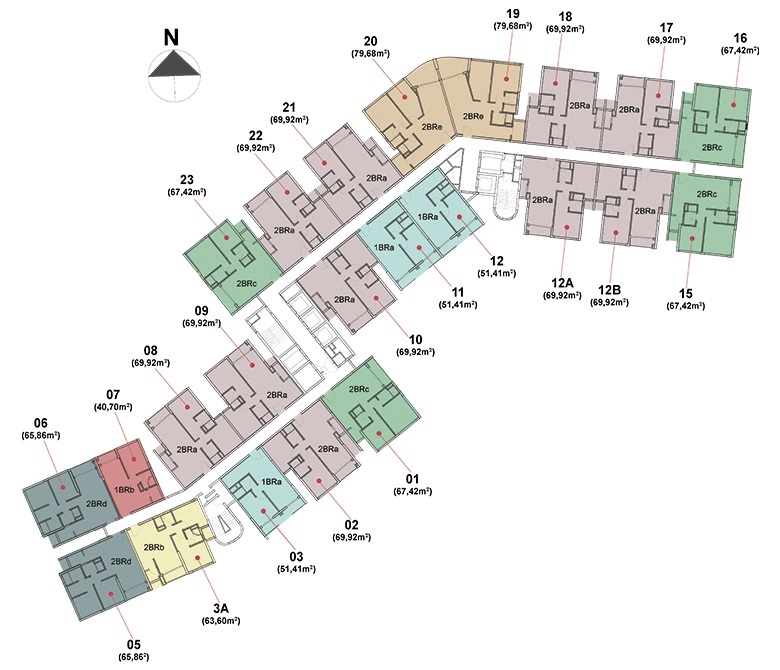 N
19
(79,68m²)
18
(69,92m²)
17
(69,92m²)
16
(67,42m²)
20
(79,68m²)
21
(69,92m²)
22
(69,92m²)
23
(67,42m²)
2BRe
2BRe
2BRa
2BRa
2BRc
2BRa
2BRa
2BRc
2BRa
2BRa
2BRc
1BRa
1BRa
12
(51,41m²)
11
(51,41m²)
12A
(69,92m²)
12B
(69,92m²)
15
(67,42m²)
2BRa
10
(69,92m²)
09
(69,92m²)
08
(69,92m²)
07
(40,70m²)
06
(65,86m²)
2BRa
2BRa
2BRc
2BRa
1BRa
1BRb
2BRd
2BRb
2BRd
01
(67,42m²)
02
(69,92m²)
03
(51,41m²)
3A
(63,60m²)
05
(65,86²)